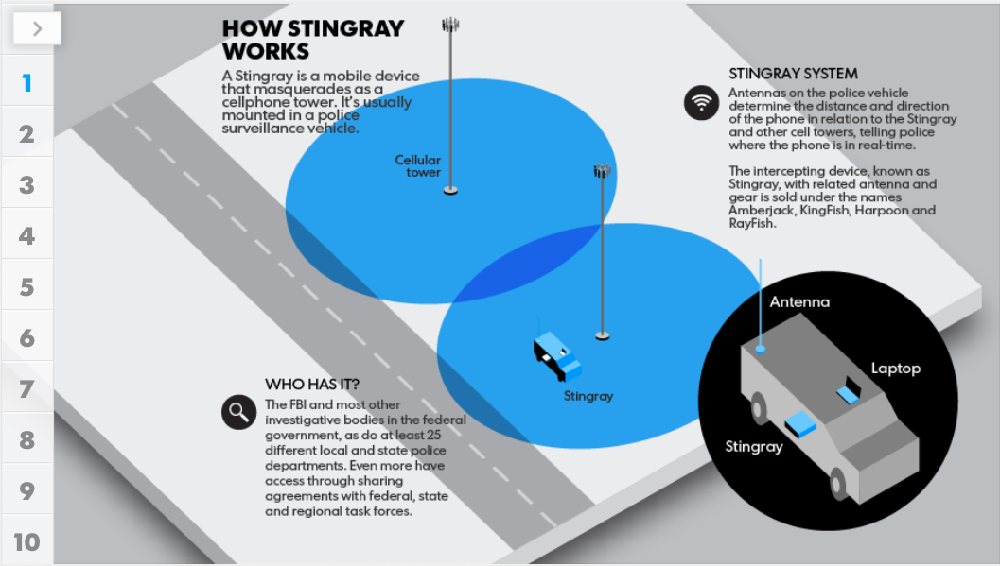 1
2
3
4
5
6
7
8
9
10
HOW STINGRAY
WORKS
A Stingray is a mobile device
that masquerades as a
cellphone tower. It's usually
mounted in a police
surveillance vehicle.
Cellular
tower
STINGRAY SYSTEM
Antennas on the police vehicle
determine the distance and direction
of the phone in relation to the Stingray
and other cell towers, telling police
where the phone is in real-time.
The intercepting device, known as
Stingray, with related antenna and
gear is sold under the names
Amberjack, KingFish, Harpoon and
RayFish.
Stingray
Antenna
Laptop
Stingray
WHO HAS IT?
The FBI and most other
investigative bodies in the federal
government, as do at least 25
different local and state police
departments. Even more have
access through sharing
agreements with federal, state
and regional task forces.